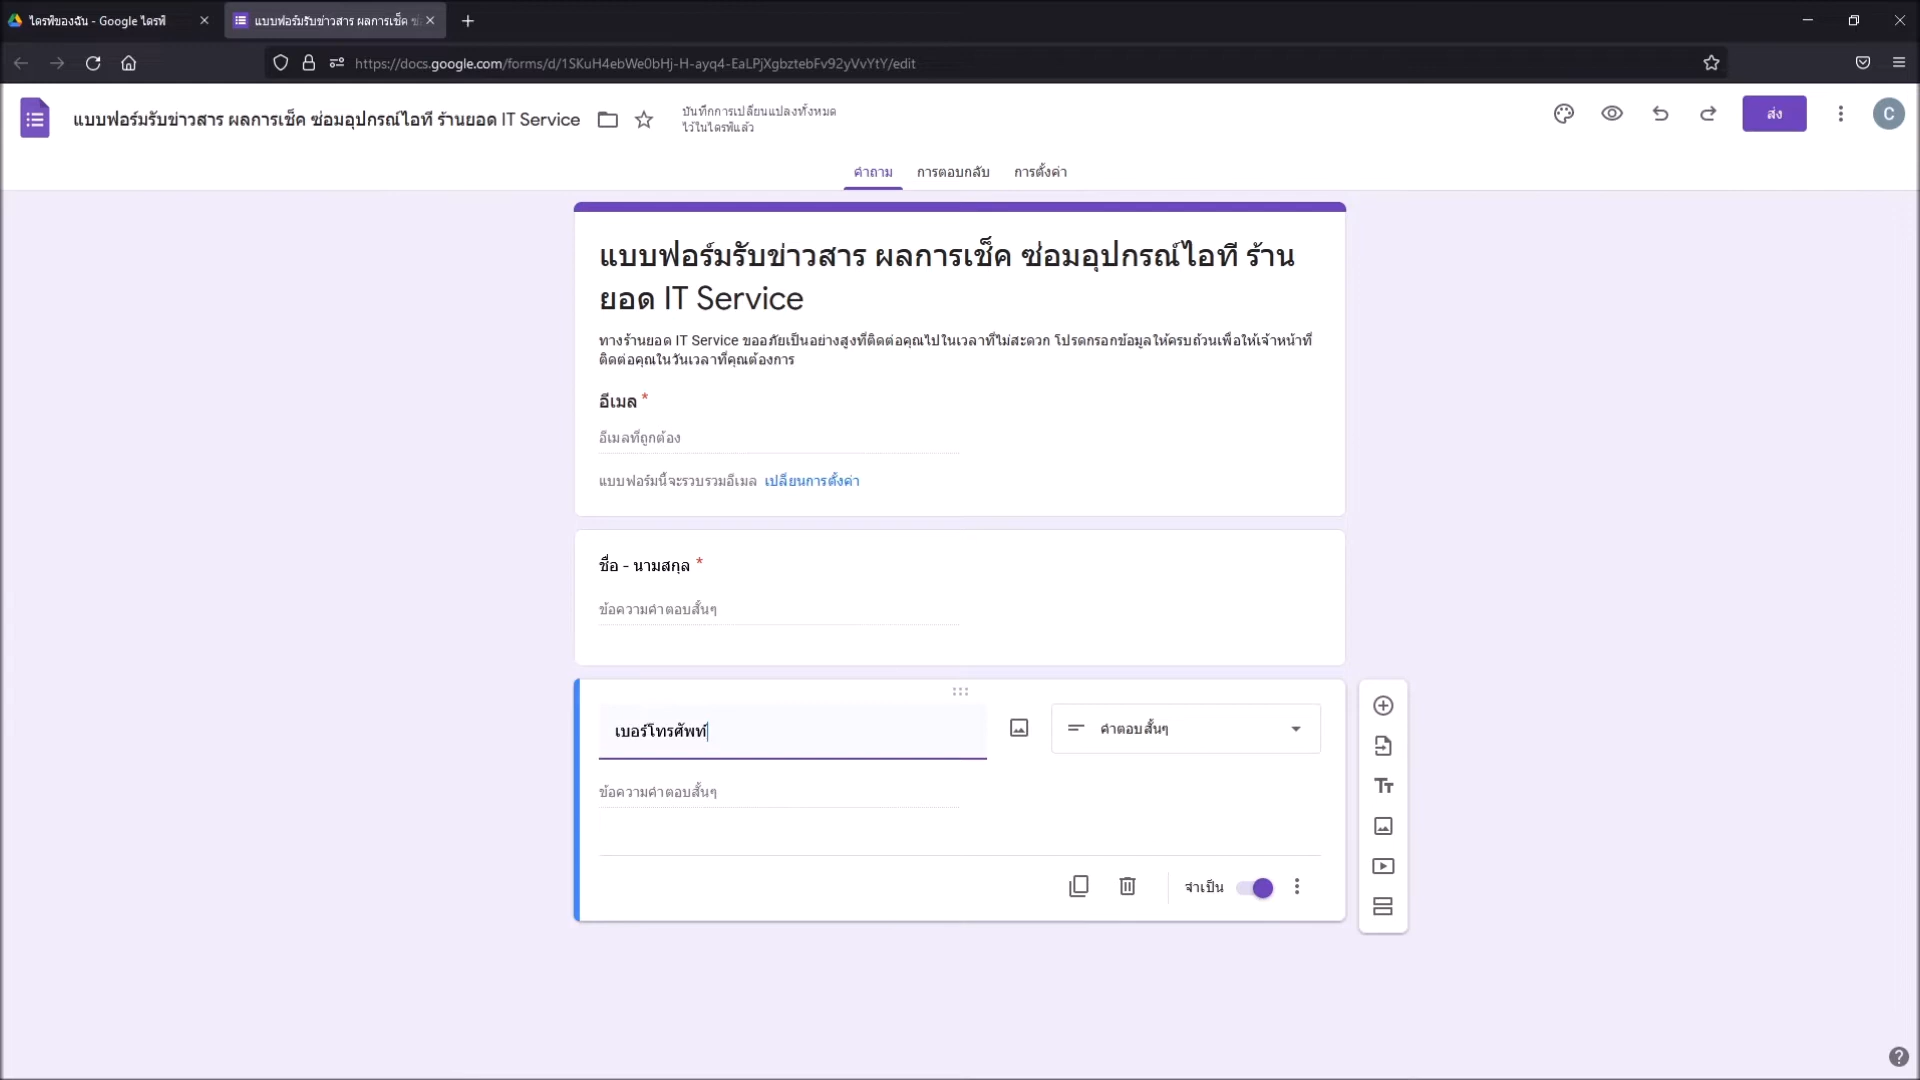 ไดรฟ์ของฉัน - Google ไดรฟ์
แบบฟอร์มรับข่าวสาร ผลการเช็ค
https://docs.google.com/forms/d/1SKuH4ebWe0bHj-H-ayq4-EaLPjXgbztebFv92yVvYtY/edit
แบบฟอร์มรับข่าวสาร ผลการเช็ค ซ่อมอุปกรณ์ไอที ร้านยอด IT Service
บันทึกการเปลี่ยนแปลงทั้งหมด
ไว้ในไดรฟ์แล้ว
ส่ง
C
คำถาม การตอบกลับ การตั้งค่า
แบบฟอร์มรับข่าวสาร ผลการเช็ค ซ่อมอุปกรณ์ไอที ร้าน
ยอด IT Service
ทางร้านยอด IT Service ขออภัยเป็นอย่างสูงที่ติดต่อคุณไปในเวลาที่ไม่สะดวก โปรดกรอกข้อมูลให้ครบถ้วนเพื่อให้เจ้าหน้าที่
ติดต่อคุณในวันเวลาที่คุณต้องการ
อีเมล *
อีเมลที่ถูกต้อง
แบบฟอร์มนี้จะรวบรวมอีเมล เปลี่ยนการตั้งค่า
ชื่อ - นามสกุล *
ข้อความคำตอบสั้นๆ
เบอร์โทรศัพท์
คำตอบสั้นๆ
ข้อความคำตอบสั้นๆ
จำเป็น